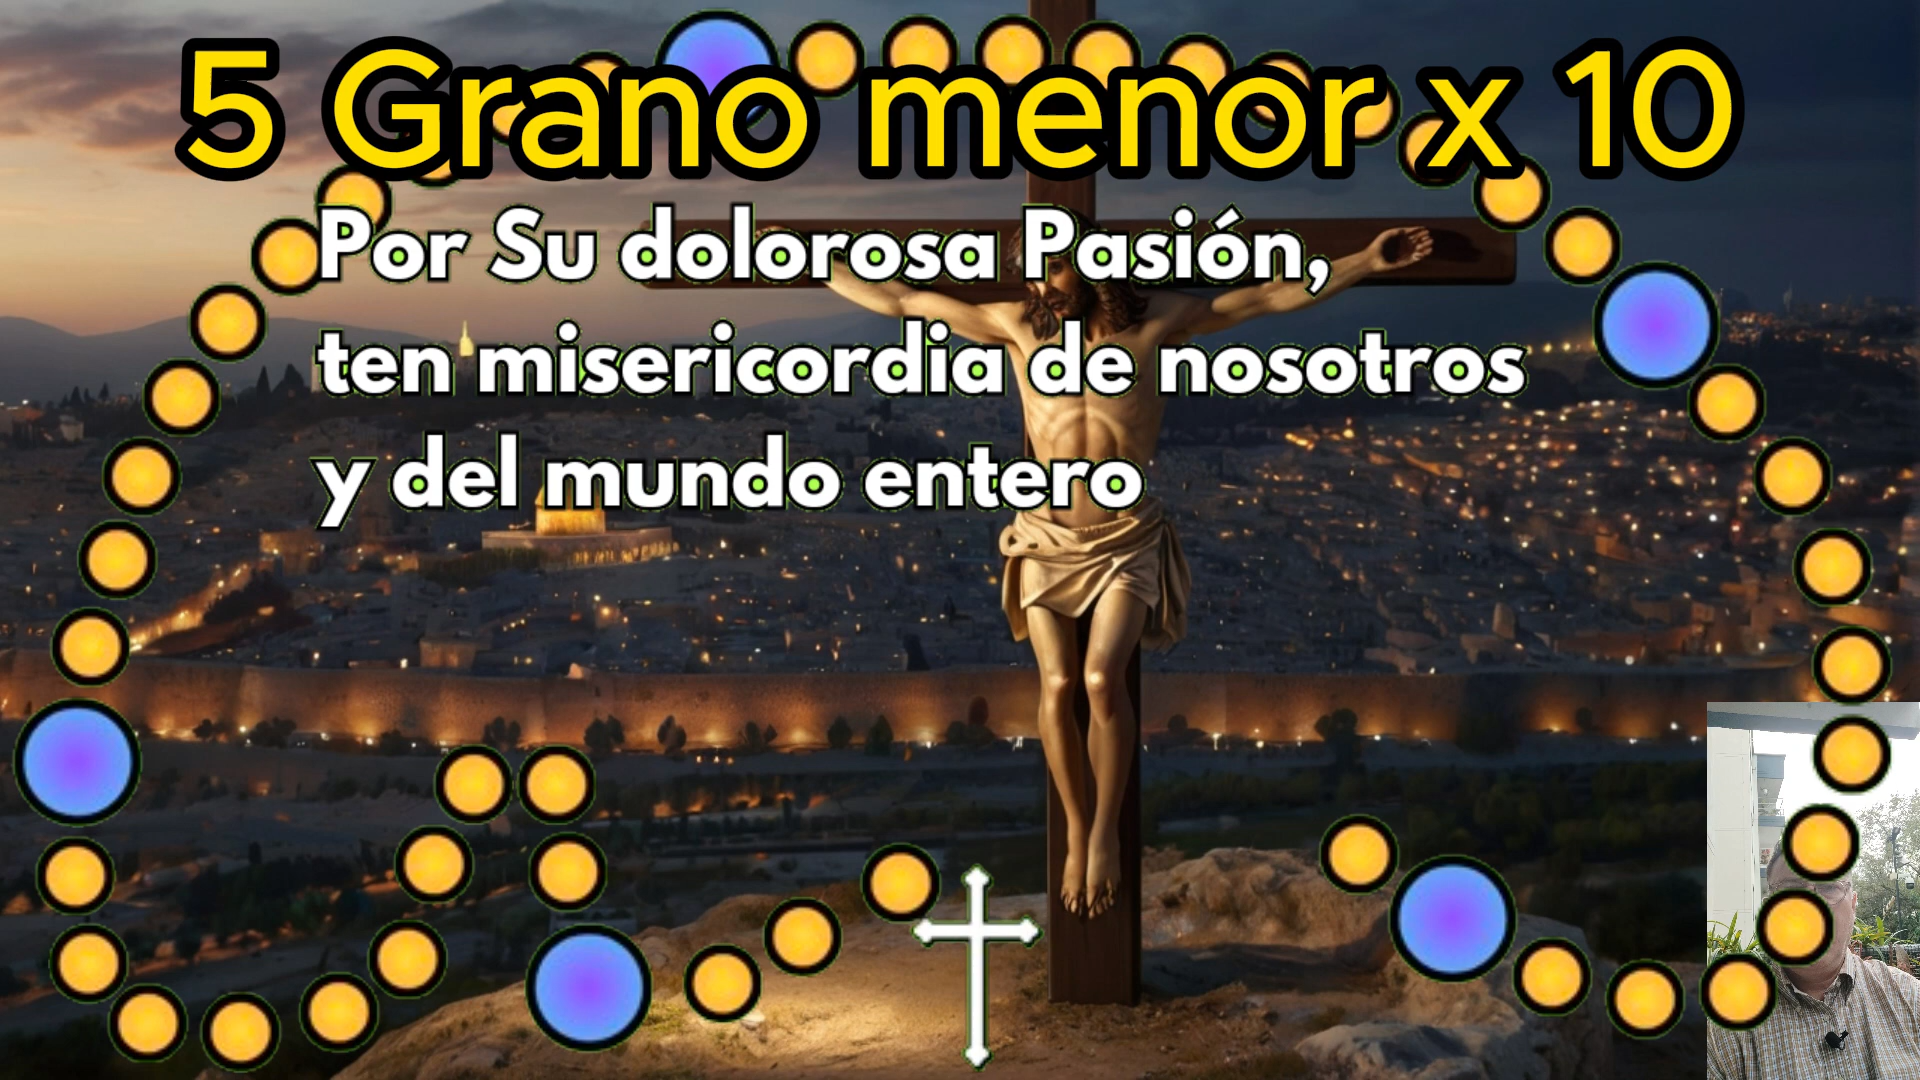 5 Grano menor x 10
Por Su dolorosa Pasión,
ten misericordia de nosotros
y del mundo entero